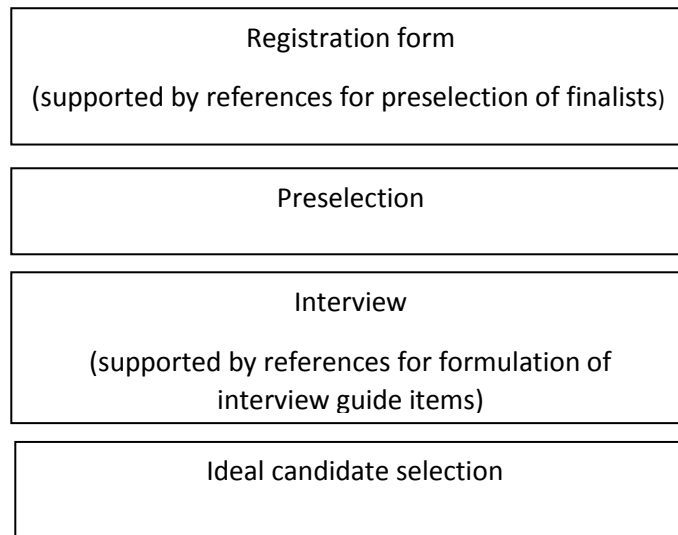 Registration form
(supported by references for preselection of finalists)
Preselection
Interview
(supported by references for formulation of
interview guide items)
Ideal candidate selection